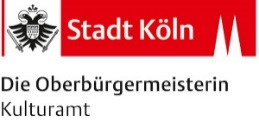 Stadt Köln
Die Oberbürgermeisterin
Kulturamt